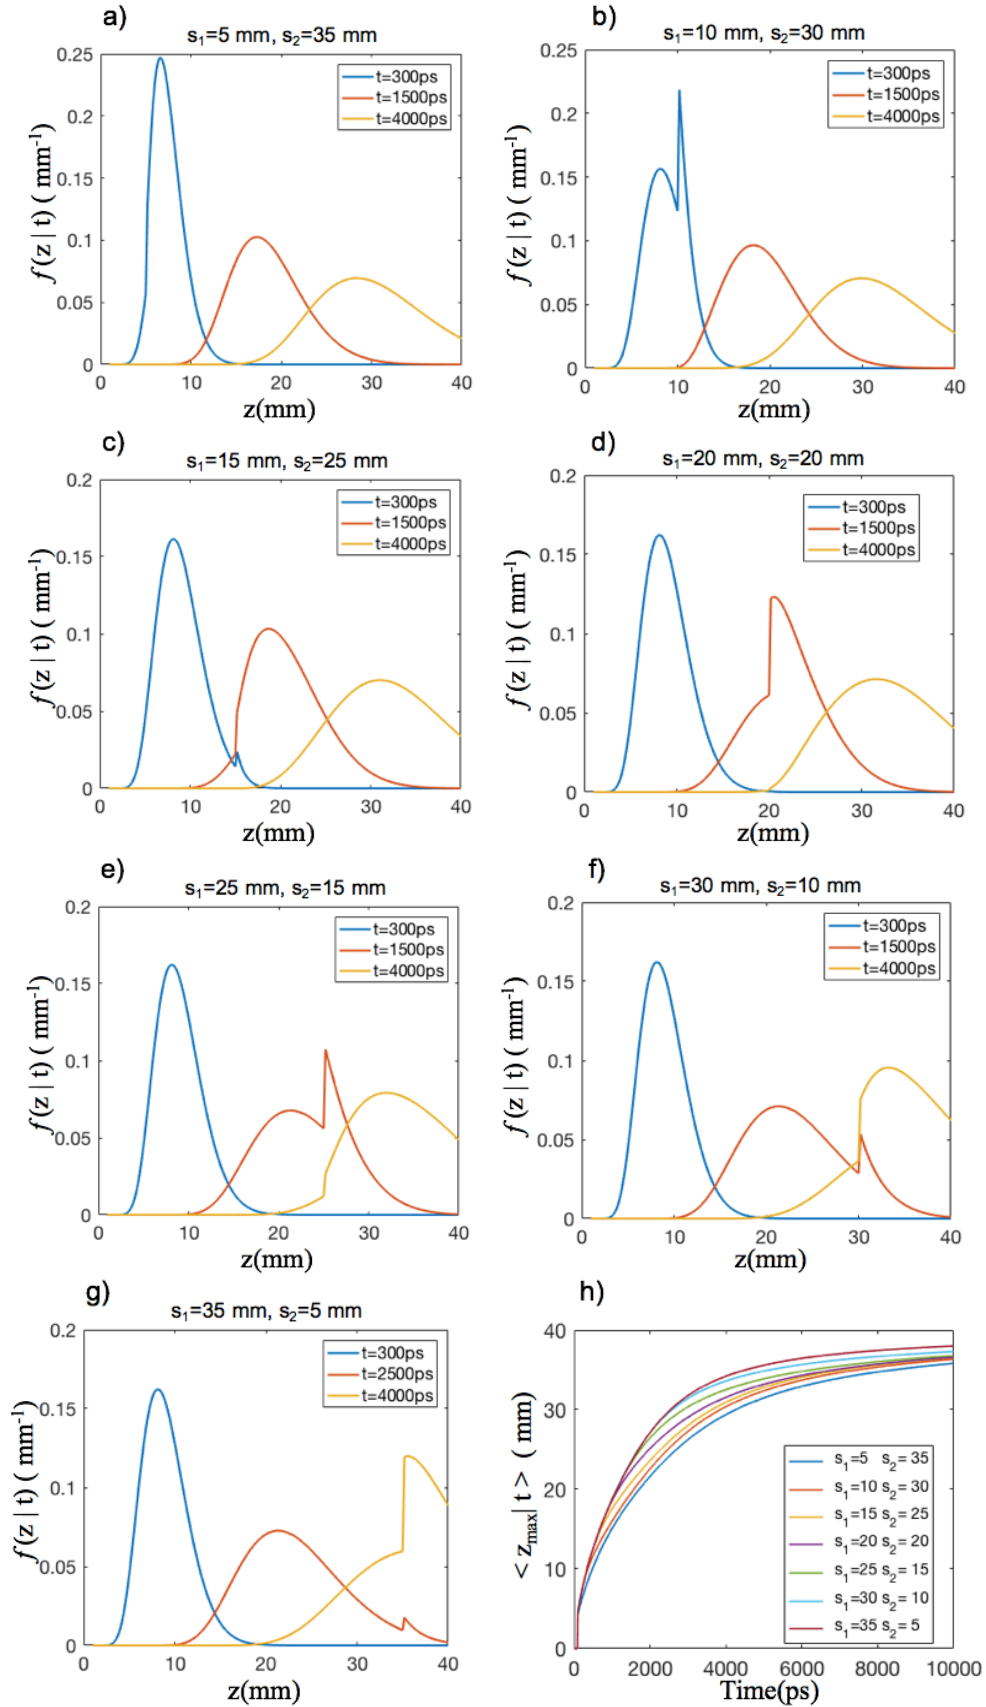 a)
s1=5 mm, s2=35 mm
0.25
0.2
0.15
0.1
0.05
0
f (z | t) ( mm-1)
t=300ps
t=1500ps
t=4000ps
0 10 20 30 40
z(mm)
b)
s1=10 mm, s2=30 mm
0.25
0.2
0.15
0.1
0.05
0
f (z | t) ( mm-1)
t=300ps
t=1500ps
t=4000ps
0 10 20 30 40
z(mm)
c)
s1=15 mm, s2=25 mm
0.2
0.15
0.1
0.05
0
f (z | t) ( mm-1)
t=300ps
t=1500ps
t=4000ps
0 10 20 30 40
z(mm)
d)
s1=20 mm, s2=20 mm
0.2
0.15
0.1
0.05
0
f (z | t) ( mm-1)
t=300ps
t=1500ps
t=4000ps
0 10 20 30 40
z(mm)
e)
s1=25 mm, s2=15 mm
0.2
0.15
0.1
0.05
0
f (z | t) ( mm-1)
t=300ps
t=1500ps
t=4000ps
0 10 20 30 40
z(mm)
f)
s1=30 mm, s2=10 mm
0.2
0.15
0.1
0.05
0
f (z | t) ( mm-1)
t=300ps
t=1500ps
t=4000ps
0 10 20 30 40
z(mm)
g)
s1=35 mm, s2=5 mm
0.2
0.15
0.1
0.05
0
f (z | t) ( mm-1)
t=300ps
t=2500ps
t=4000ps
0 10 20 30 40
z(mm)
h)
40
30
20
10
0
< zmax| t > ( mm)
s1=5 s2= 35
s1=10 s2= 30
s1=15 s2= 25
s1=20 s2= 20
s1=25 s2= 15
s1=30 s2= 10
s1=35 s2= 5
0 2000 4000 6000 8000 10000
Time(ps)